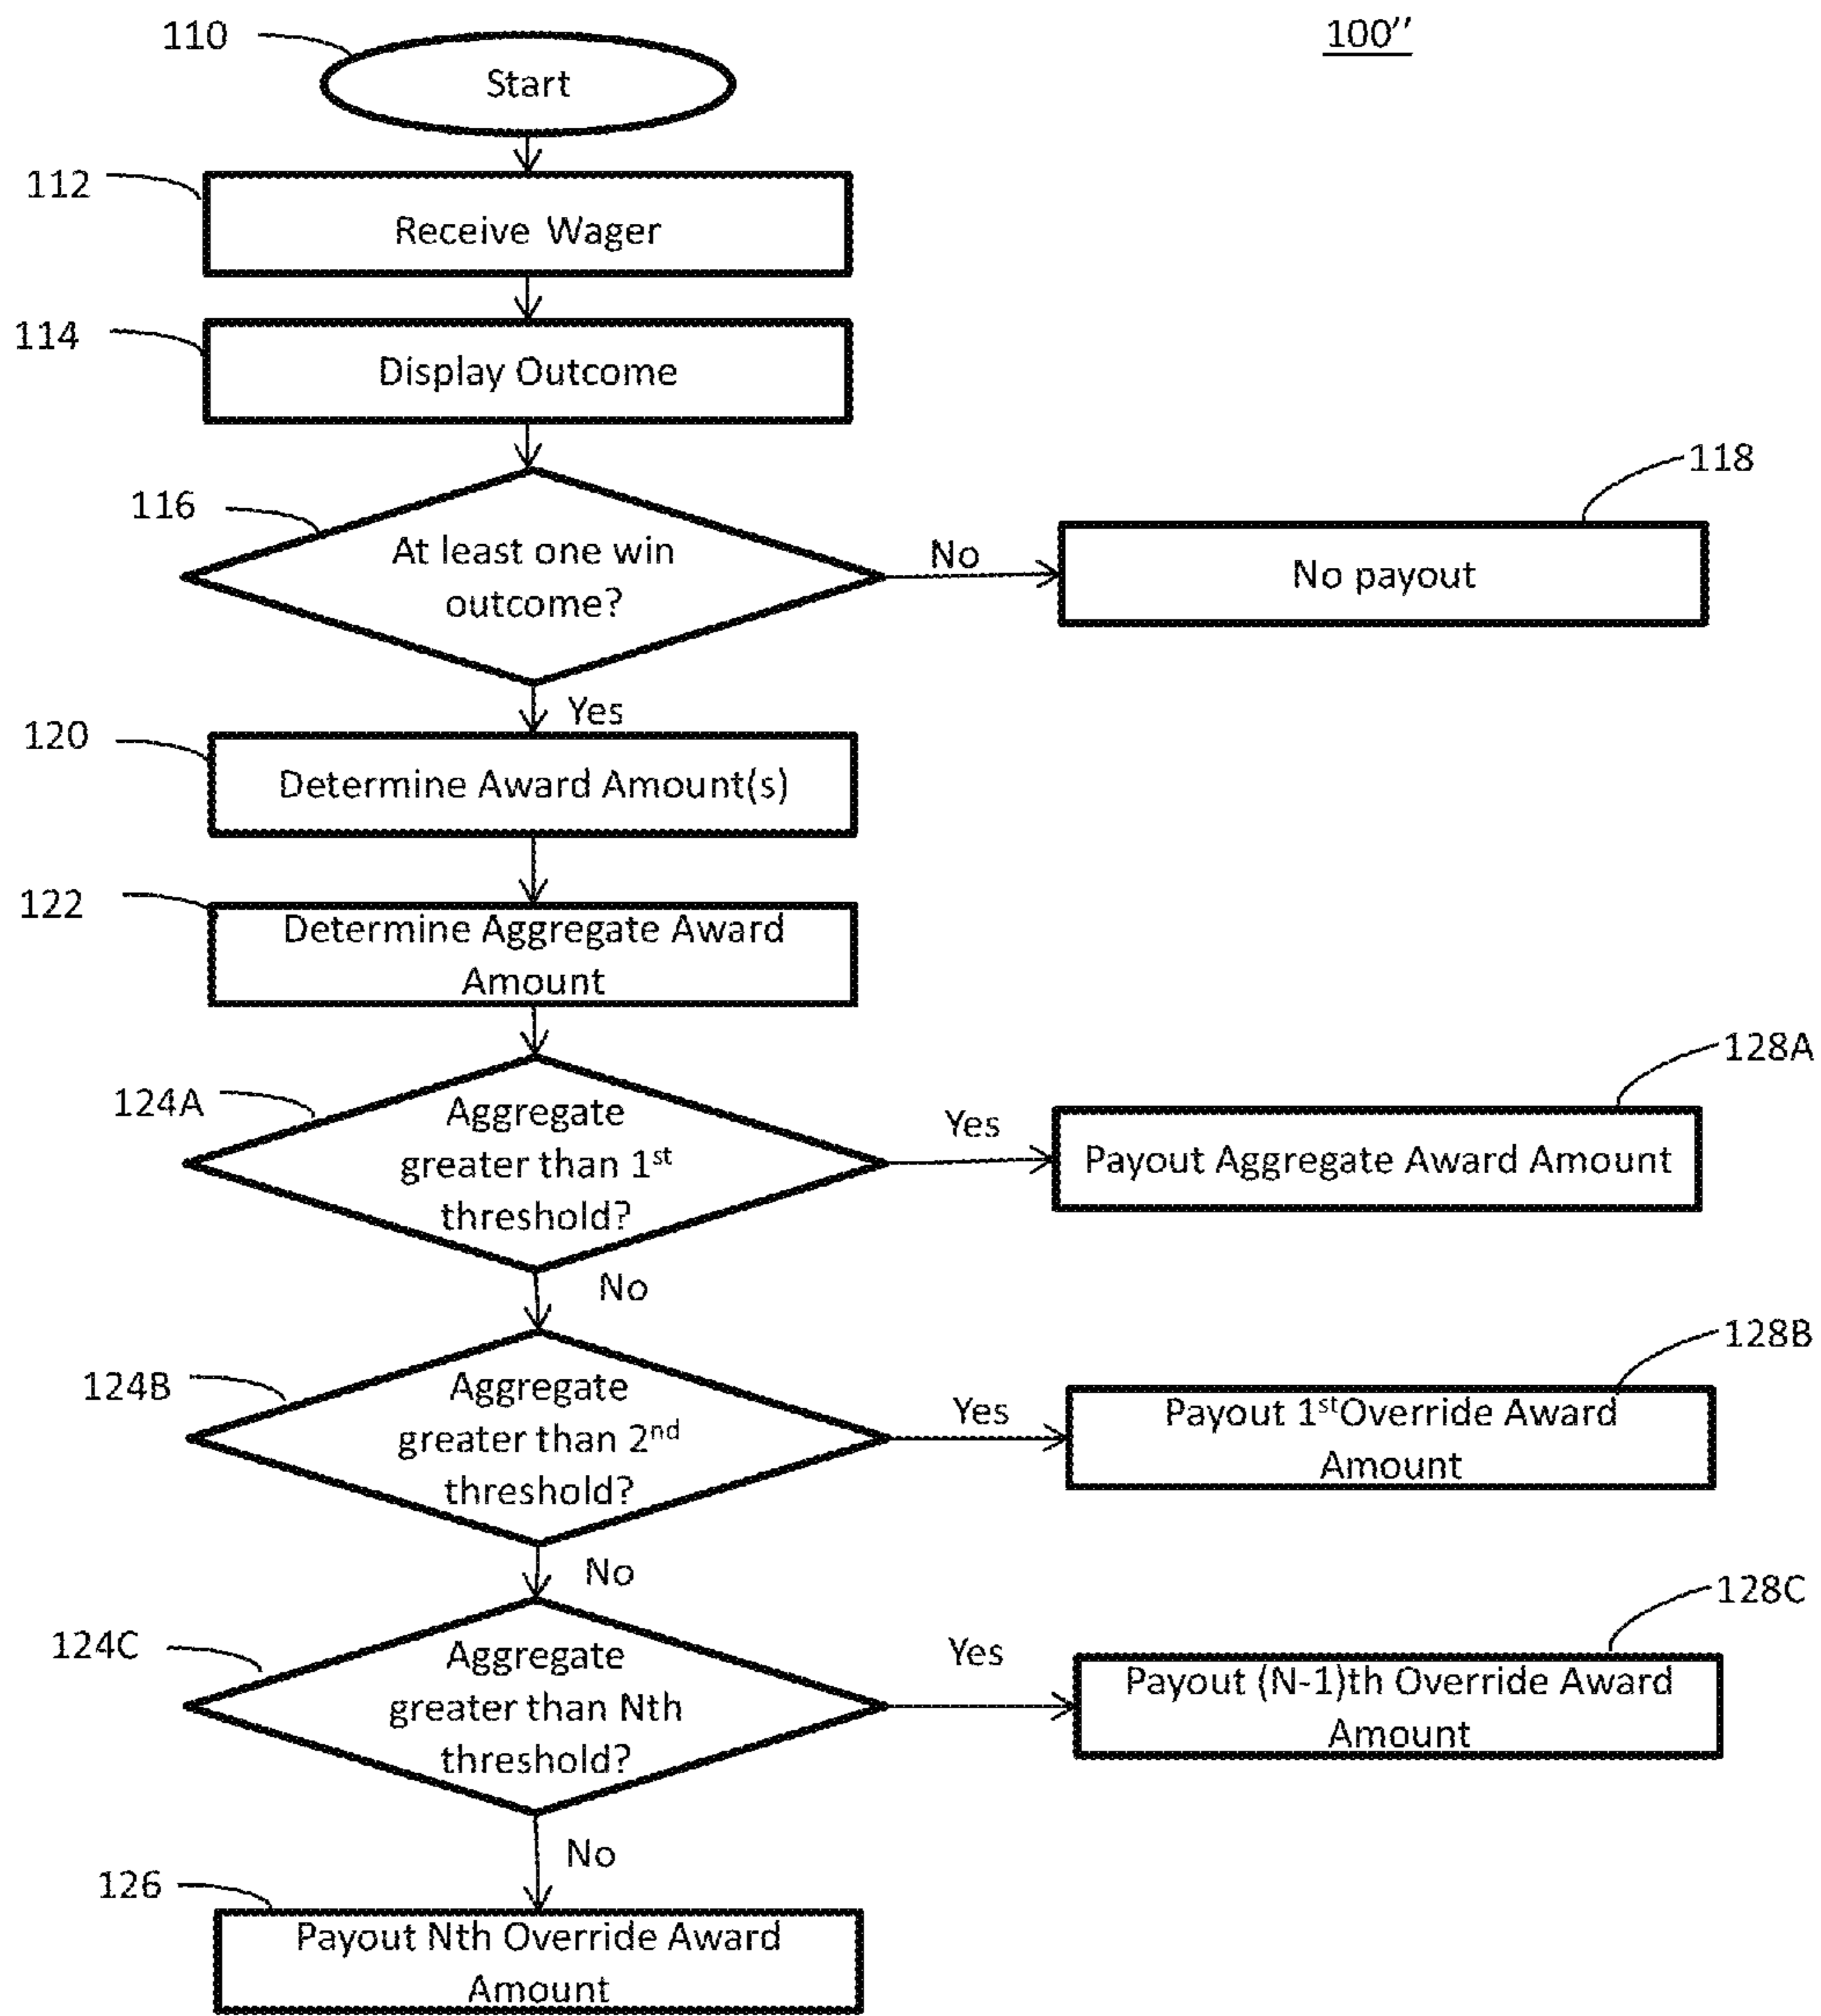 110
100''
Start
112
Receive Wager
114
Display Outcome
118
116
At least one win
outcome?
No
No payout
Yes
120
Determine Award Amount(s)
122
Determine Aggregate Award
Amount
128A
124A
Aggregate
greater than 1st
threshold?
Yes
Payout Aggregate Award Amount
No
128B
124B
Aggregate
greater than 2nd
threshold?
Yes
Payout 1stOverride Award
Amount
No
128C
124C
Aggregate
greater than Nth
threshold?
Yes
Payout (N-1)th Override Award
Amount
No
126
Payout Nth Override Award
Amount